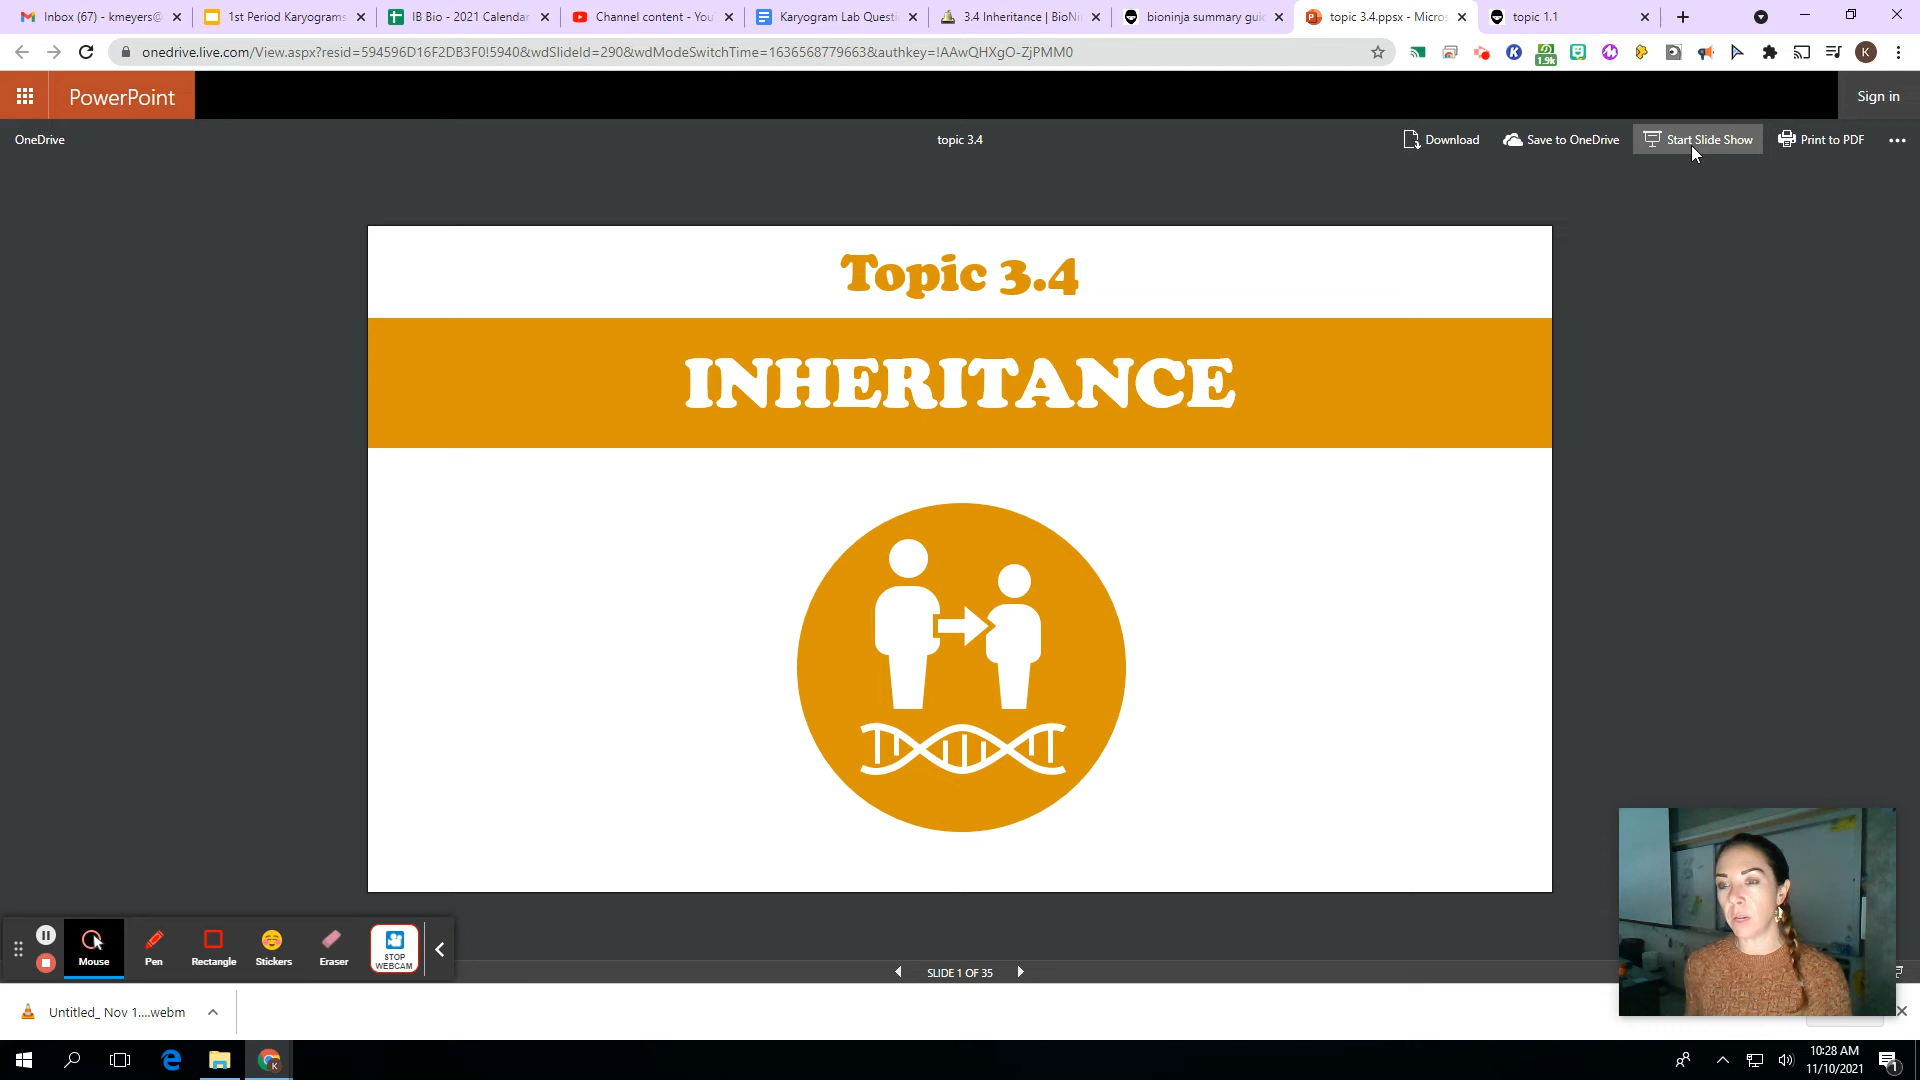 Inbox (67) - kmeyers@
1st Period Karyograms
IB Bio - 2021 Calendar
Channel content - You
Karyogram Lab Questi
3.4 Inheritance | BioNi
bioninja summary gui
topic 3.4.ppsx - Micros
topic 1.1
onedrive.live.com/View.aspx?resid=594596D16F2DB3F0!5940&wdSlideId=290&wdModeSwitchTime=1636568779663&authkey=!AAwQHXgO-ZjPMM0
1.9k
K
PowerPoint
Sign in
OneDrive
topic 3.4
Download
Save to OneDrive
Start Slide Show
Print to PDF
Topic 3.4
INHERITANCE
Mouse
Pen
Rectangle
Stickers
Eraser
STOP WEBCAM
SLIDE 1 OF 35
Untitled_ Nov 1....webm
10:28 AM
11/10/2021
1